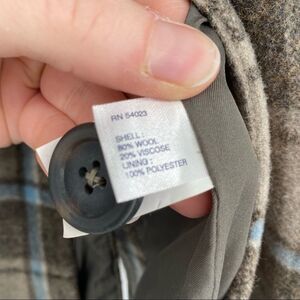 RN 54023
SHELL:
80% WOOL
20% VISCOSE
LINING:
100% POLYESTER